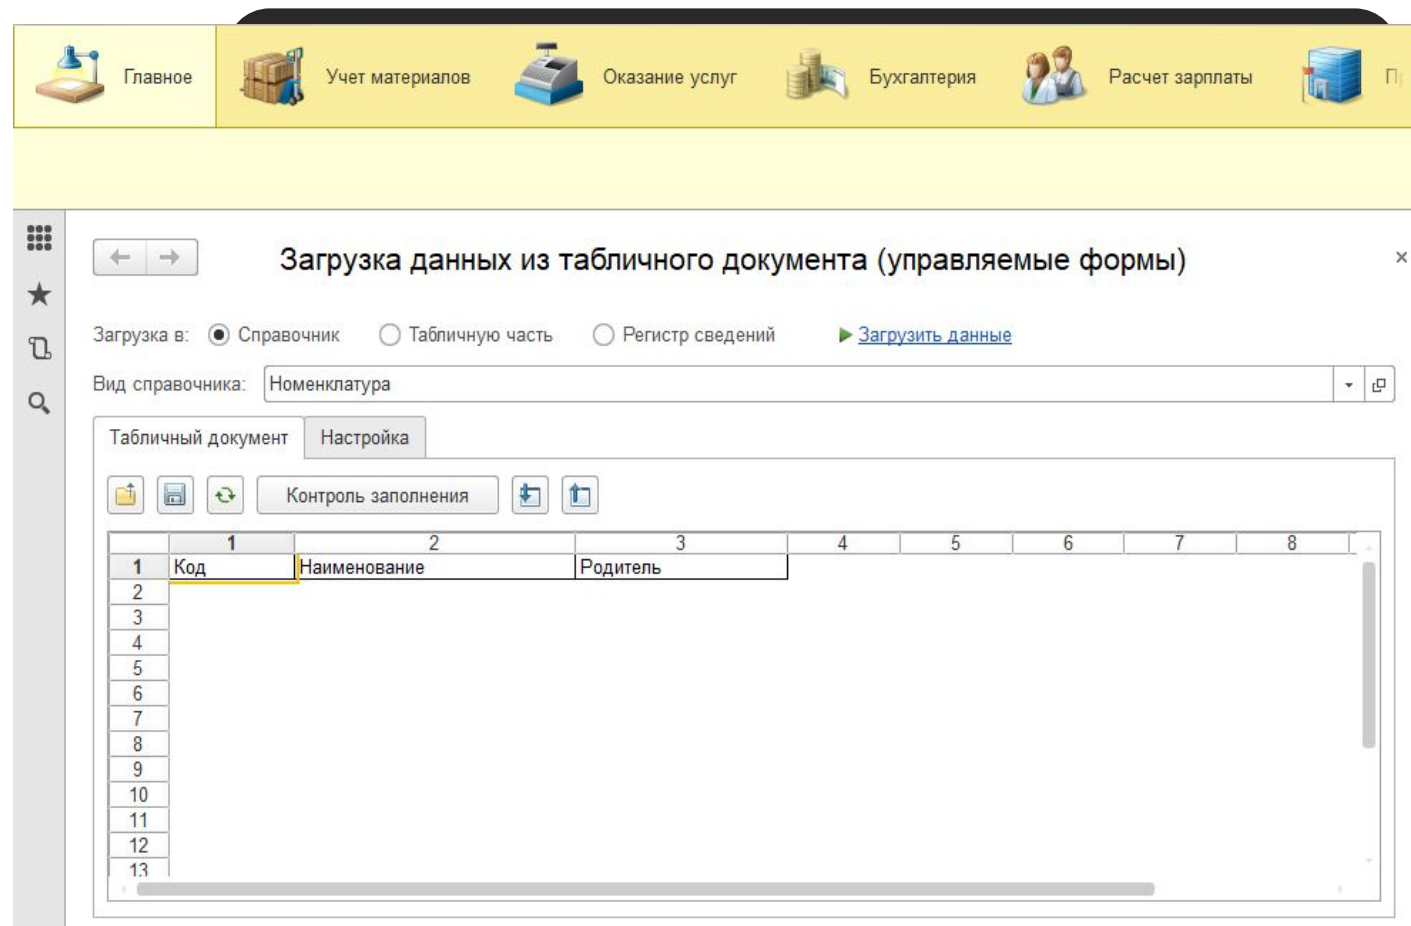 Главное Учет материалов Оказание услуг Бухгалтерия Расчет зарплаты
Загрузка данных из табличного документа (управляемые формы)
Загрузка в: Справочник Табличную часть Регистр сведений Загрузить данные
Вид справочника: Номенклатура
Табличный документ Настройка
Контроль заполнения
1 2 3 4 5 6 7 8
1 Код Наименование Родитель
2
3
4
5
6
7
8
9
10
11
12
13